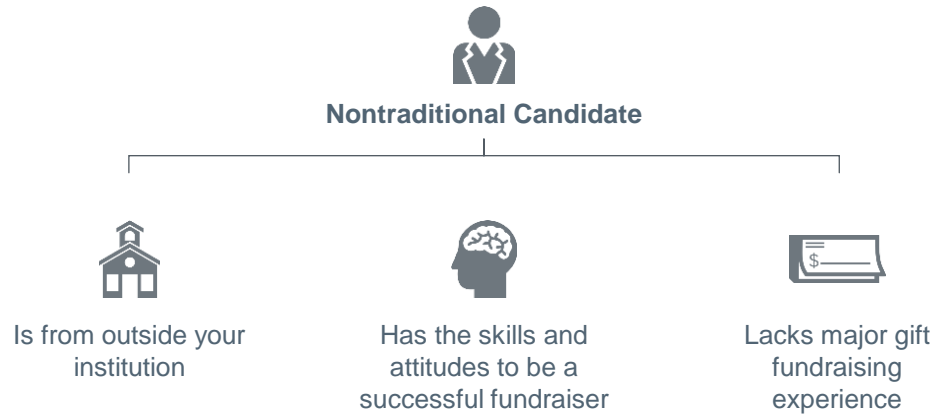 Nontraditional Candidate
Is from outside your
institution
Has the skills and
attitudes to be a
successful fundraiser
$
Lacks major gift
fundraising
experience